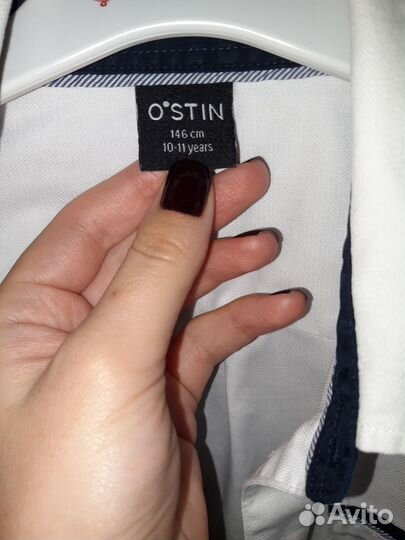 O'STIN
146 cm
10-11 years
Avito